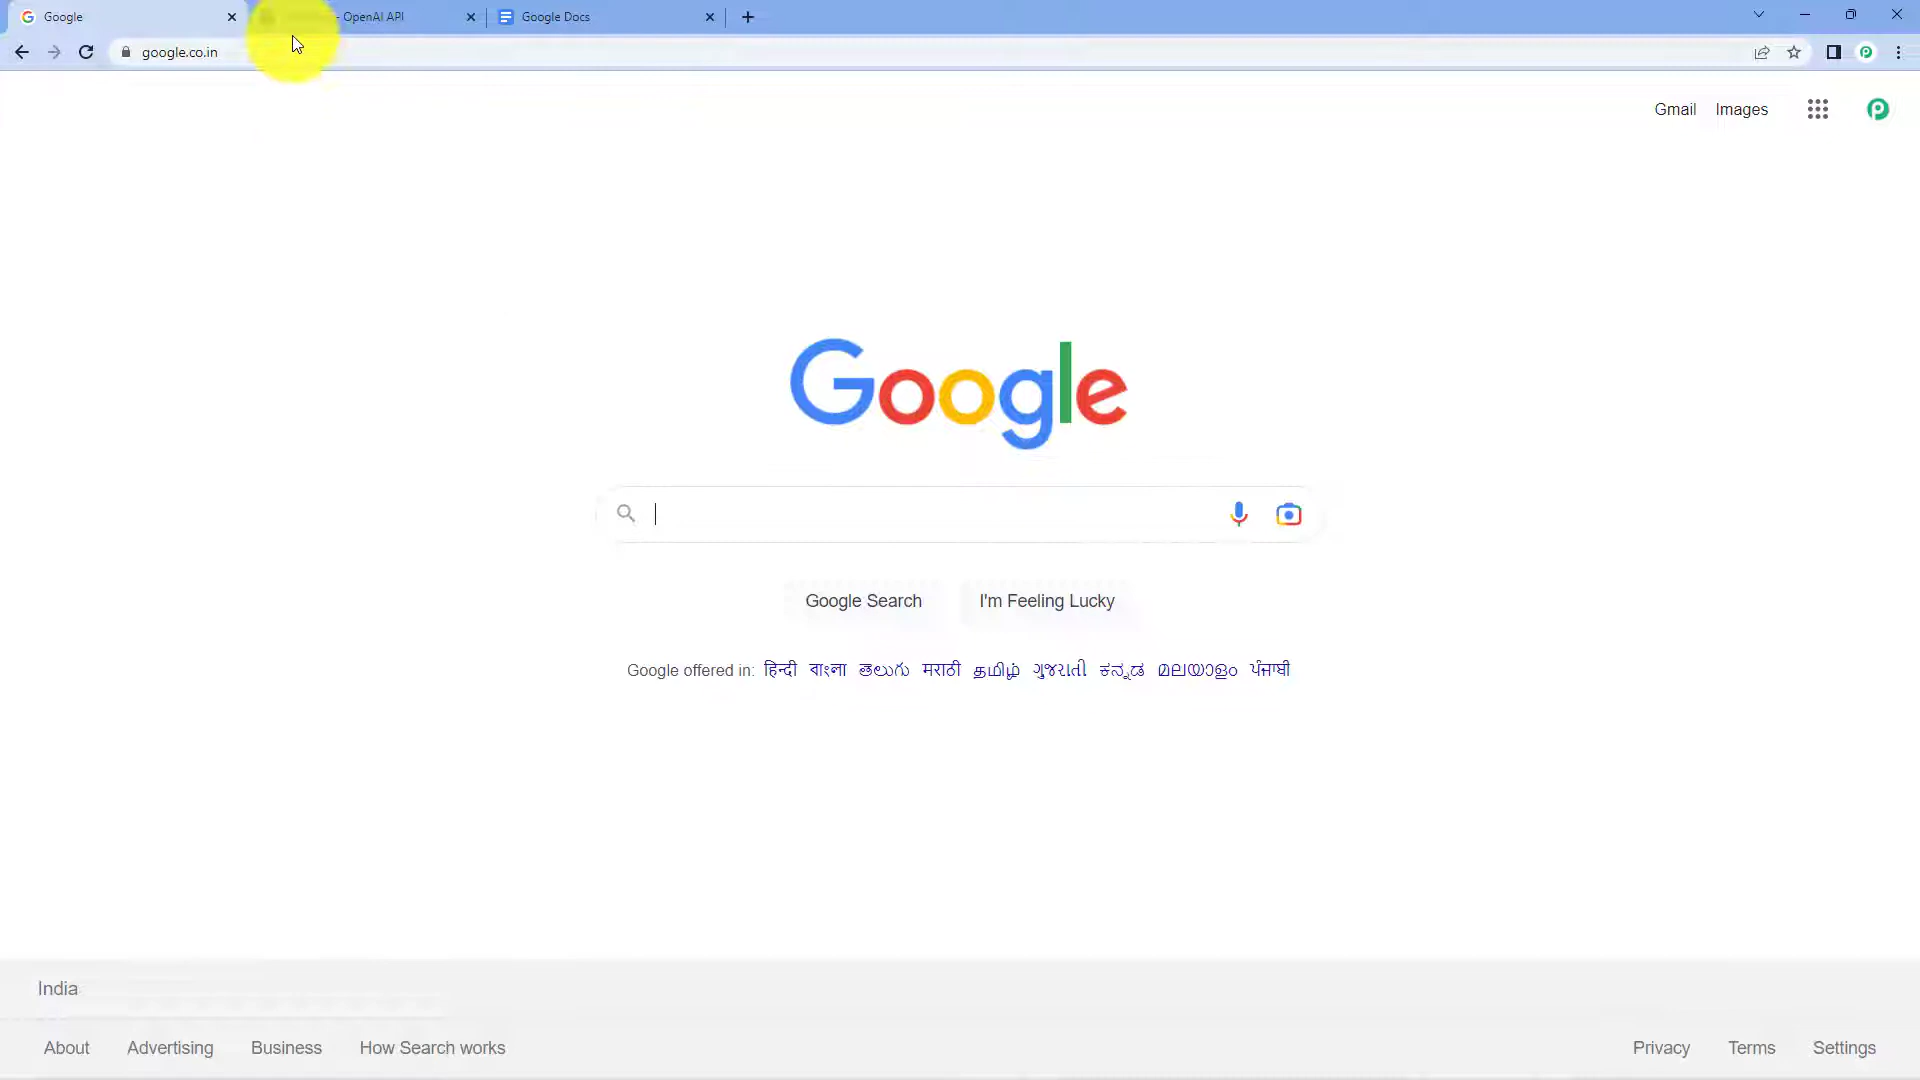 Google
- OpenAI API
Google Docs
google.co.in
Gmail Images
Google
Google Search I'm Feeling Lucky
Google offered in: हिन्दी বাংলা తెలుగు मराठी தமிழ் ગુજરાતી ಕನ್ನಡ മലയാളം ਪੰਜਾਬੀ
India
About Advertising Business How Search works
Privacy Terms Settings